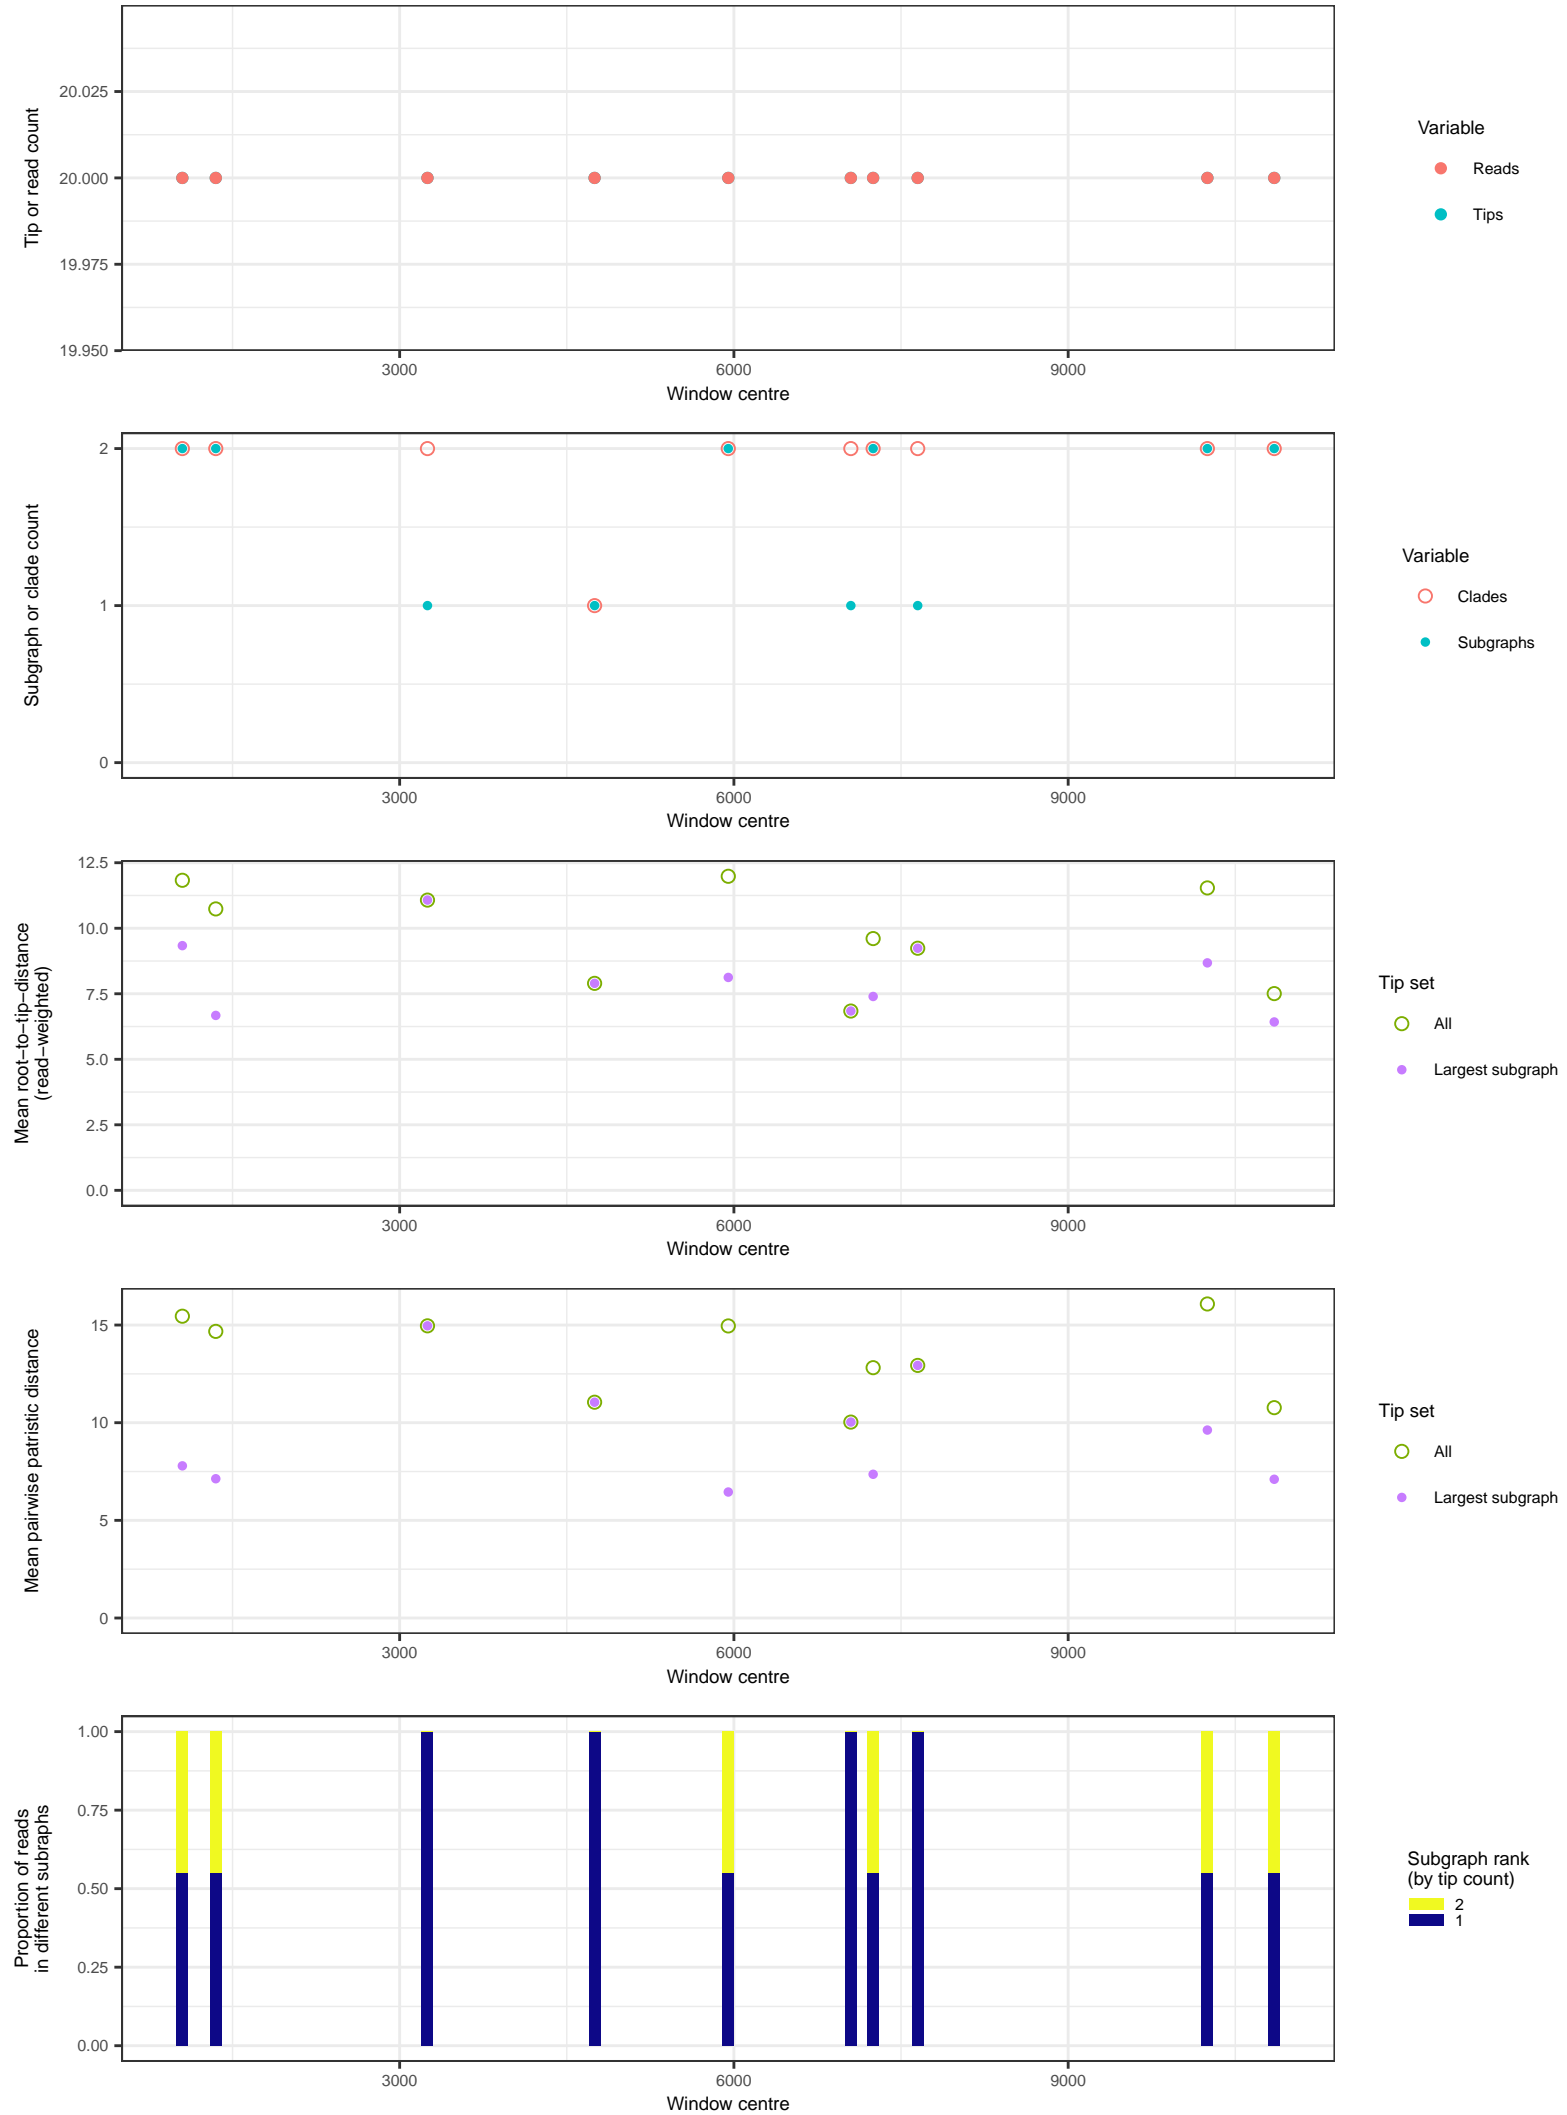 Tip or read count
20.025
20.000
19.975
19.950
3000 6000 9000
Window centre
Variable
Reads
Tips
Subgraph or clade count
2
1
0
3000 6000 9000
Window centre
Variable
Clades
Subgraphs
Mean root−to−tip−distance
(read−weighted)
12.5
10.0
7.5
5.0
2.5
0.0
3000 6000 9000
Window centre
Tip set
All
Largest subgraph
Mean pairwise patristic distance
15
10
5
0
3000 6000 9000
Window centre
Tip set
All
Largest subgraph
Proportion of reads
in different subraphs
1.00
0.75
0.50
0.25
0.00
3000 6000 9000
Window centre
Subgraph rank
(by tip count)
2
1